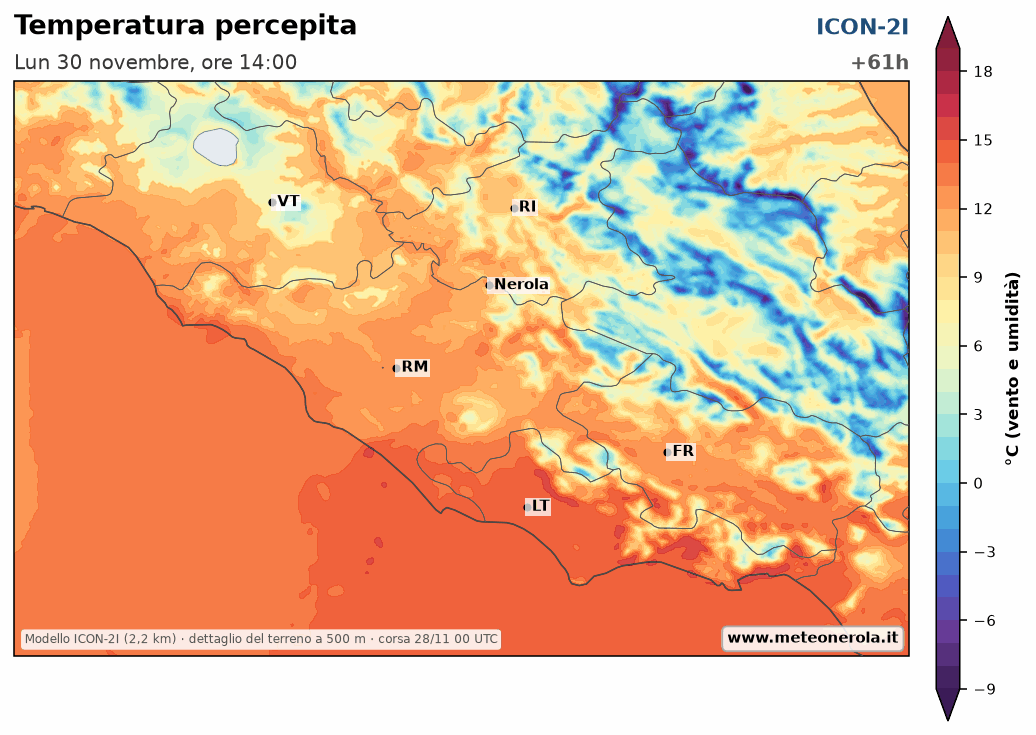 Temperatura percepita
ICON-2I
Lun 30 novembre, ore 14:00
+61h
VT
RI
Nerola
RM
FR
LT
Modello ICON-2I (2,2 km) · dettaglio del terreno a 500 m · corsa 28/11 00 UTC
www.meteonerola.it
18
15
12
9
6
3
0
−3
−6
−9
°C (vento e umidità)